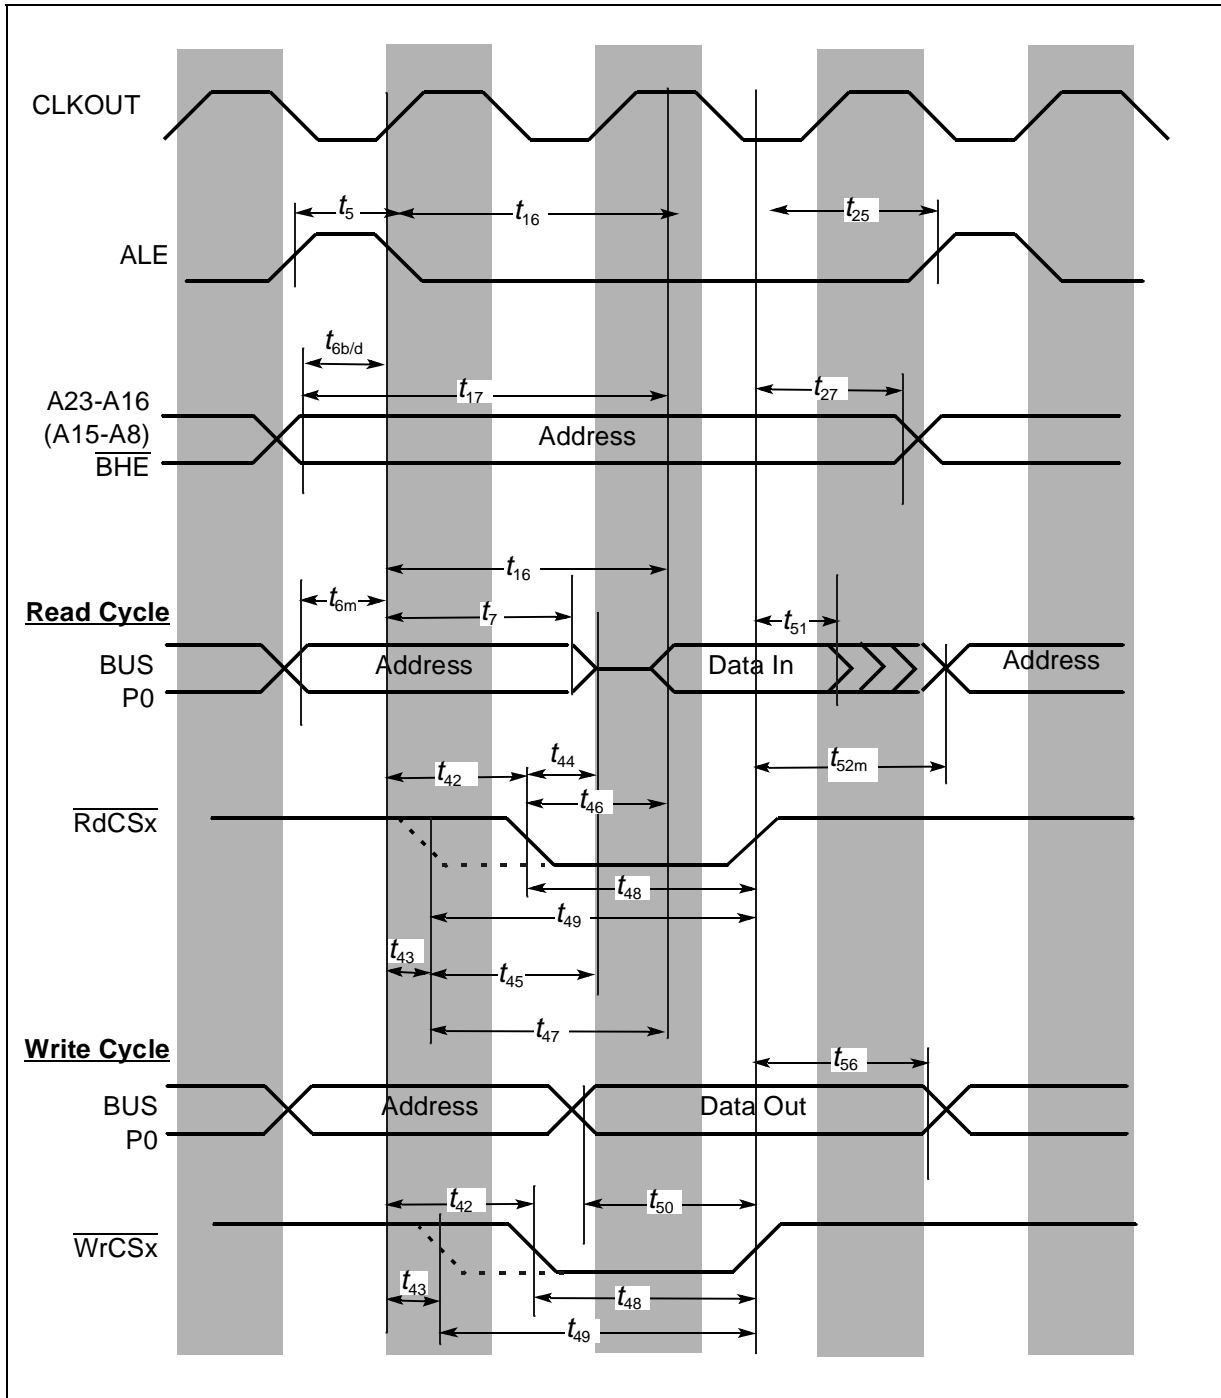 CLKOUT
t5 t16 t25
ALE
t6b/d
t17 t27
A23-A16
(A15-A8)
BHE
Address
t16
t6m t7 t51
Read Cycle
BUS
P0
Address Data In Address
t42 t44 t52m
t46
RdCSx
t48
t49
t43 t45
t47
Write Cycle
t56
BUS
P0
Address Data Out
t42 t50
WrCSx
t43 t48
t49